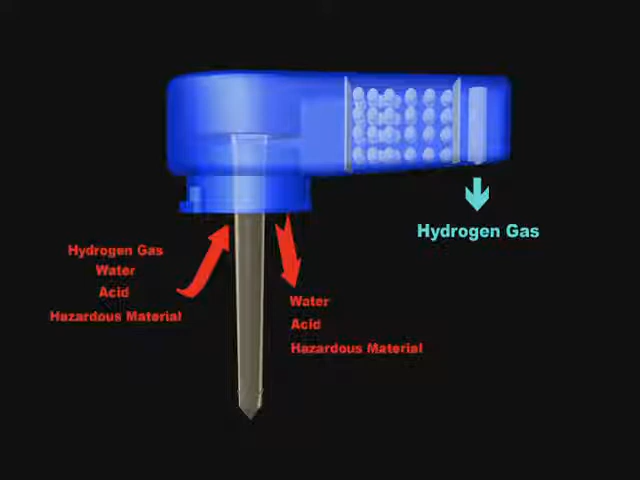 Hydrogen Gas
Water
Acid
Hazardous Material
Water
Acid
Hazardous Material
Hydrogen Gas